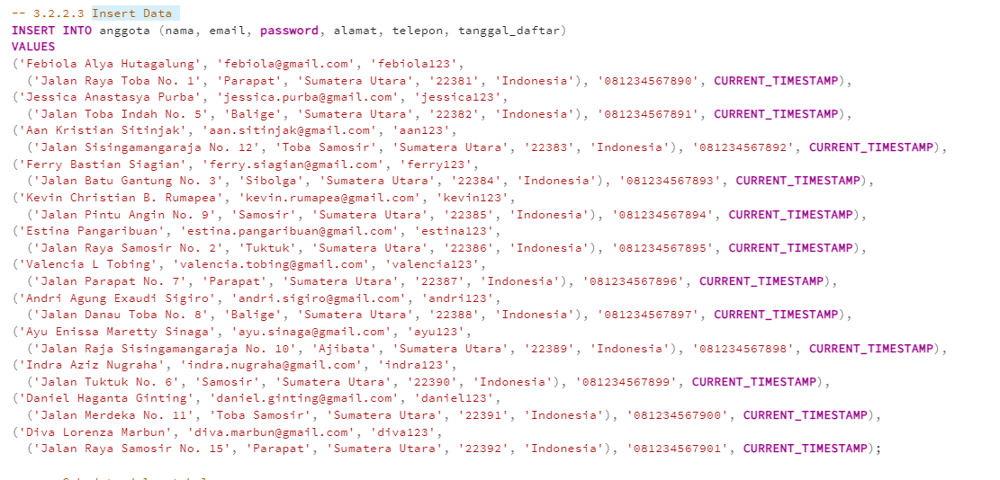 -- 3.2.2.3 Insert Data
INSERT INTO anggota (nama, email, password, alamat, telepon, tanggal_daftar)
VALUES
('Febiola Alya Hutagalung', 'febiola@gmail.com', 'febiola123',
('Jalan Raya Toba No. 1', 'Parapat', 'Sumatera Utara', '22381', 'Indonesia'), '081234567890', CURRENT_TIMESTAMP),
('Jessica Anastasya Purba', 'jessica.purba@gmail.com', 'jessica123',
('Jalan Toba Indah No. 5', 'Balige', 'Sumatera Utara', '22382', 'Indonesia'), '081234567891', CURRENT_TIMESTAMP),
('Aan Kristian Sitinjak', 'aan.sitinjak@gmail.com', 'aan123',
('Jalan Sisingamangaraja No. 12', 'Toba Samosir', 'Sumatera Utara', '22383', 'Indonesia'), '081234567892', CURRENT_TIMESTAMP),
('Ferry Bastian Siagian', 'ferry.siagian@gmail.com', 'ferry123',
('Jalan Batu Gantung No. 3', 'Sibolga', 'Sumatera Utara', '22384', 'Indonesia'), '081234567893', CURRENT_TIMESTAMP),
('Kevin Christian B. Rumapea', 'kevin.rumapea@gmail.com', 'kevin123',
('Jalan Pintu Angin No. 9', 'Samosir', 'Sumatera Utara', '22385', 'Indonesia'), '081234567894', CURRENT_TIMESTAMP),
('Estina Pangaribuan', 'estina.pangaribuan@gmail.com', 'estina123',
('Jalan Raya Samosir No. 2', 'Tuktuk', 'Sumatera Utara', '22386', 'Indonesia'), '081234567895', CURRENT_TIMESTAMP),
('Valencia L Tobing', 'valencia.tobing@gmail.com', 'valencia123',
('Jalan Parapat No. 7', 'Parapat', 'Sumatera Utara', '22387', 'Indonesia'), '081234567896', CURRENT_TIMESTAMP),
('Andri Agung Exaudi Sigiro', 'andri.sigiro@gmail.com', 'andri123',
('Jalan Danau Toba No. 8', 'Balige', 'Sumatera Utara', '22388', 'Indonesia'), '081234567897', CURRENT_TIMESTAMP),
('Ayu Enissa Maretty Sinaga', 'ayu.sinaga@gmail.com', 'ayu123',
('Jalan Raja Sisingamangaraja No. 10', 'Ajibata', 'Sumatera Utara', '22389', 'Indonesia'), '081234567898', CURRENT_TIMESTAMP),
('Indra Aziz Nugraha', 'indra.nugraha@gmail.com', 'indra123',
('Jalan Tuktuk No. 6', 'Samosir', 'Sumatera Utara', '22390', 'Indonesia'), '081234567899', CURRENT_TIMESTAMP),
('Daniel Haganta Ginting', 'daniel.ginting@gmail.com', 'daniel123',
('Jalan Merdeka No. 11', 'Toba Samosir', 'Sumatera Utara', '22391', 'Indonesia'), '081234567900', CURRENT_TIMESTAMP),
('Diva Lorenza Marbun', 'diva.marbun@gmail.com', 'diva123',
('Jalan Raya Samosir No. 15', 'Parapat', 'Sumatera Utara', '22392', 'Indonesia'), '081234567901', CURRENT_TIMESTAMP);